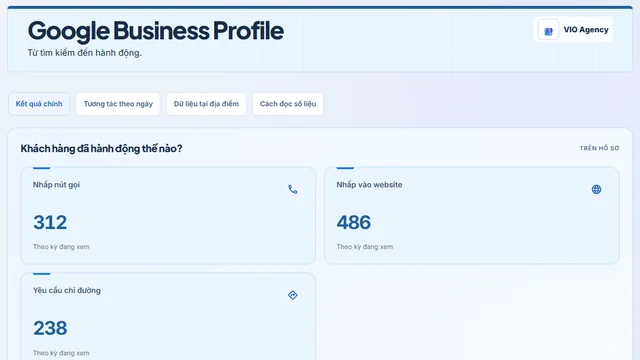 Google Business Profile
Từ tìm kiếm đến hành động.
VIO Agency
Kết quả chính
Tương tác theo ngày
Dữ liệu tại địa điểm
Cách đọc số liệu
Khách hàng đã hành động thế nào?
TRÊN HỒ SƠ
Nhấp nút gọi
312
Theo kỳ đang xem
Nhấp vào website
486
Theo kỳ đang xem
Yêu cầu chỉ đường
238
Theo kỳ đang xem